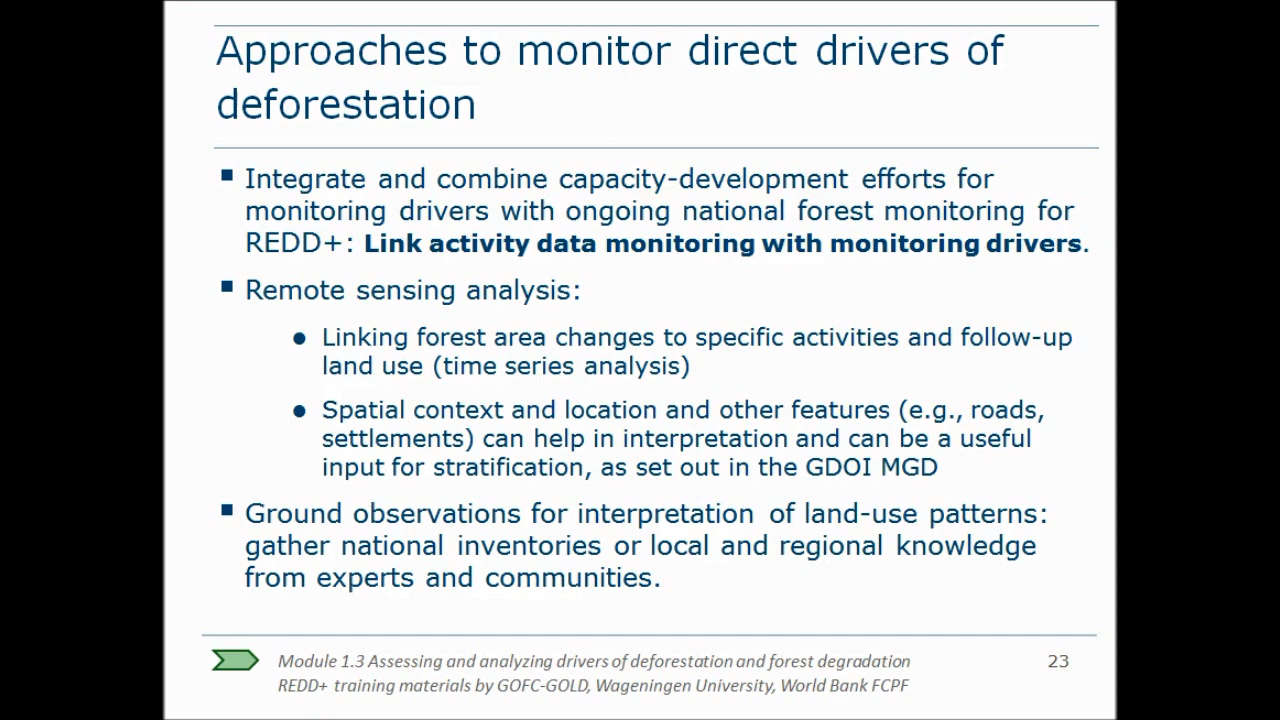 Approaches to monitor direct drivers of
deforestation
▪ Integrate and combine capacity-development efforts for
monitoring drivers with ongoing national forest monitoring for
REDD+: Link activity data monitoring with monitoring drivers.
▪ Remote sensing analysis:
● Linking forest area changes to specific activities and follow-up
land use (time series analysis)
● Spatial context and location and other features (e.g., roads,
settlements) can help in interpretation and can be a useful
input for stratification, as set out in the GDOI MGD
▪ Ground observations for interpretation of land-use patterns:
gather national inventories or local and regional knowledge
from experts and communities.
Module 1.3 Assessing and analyzing drivers of deforestation and forest degradation
REDD+ training materials by GOFC-GOLD, Wageningen University, World Bank FCPF
23